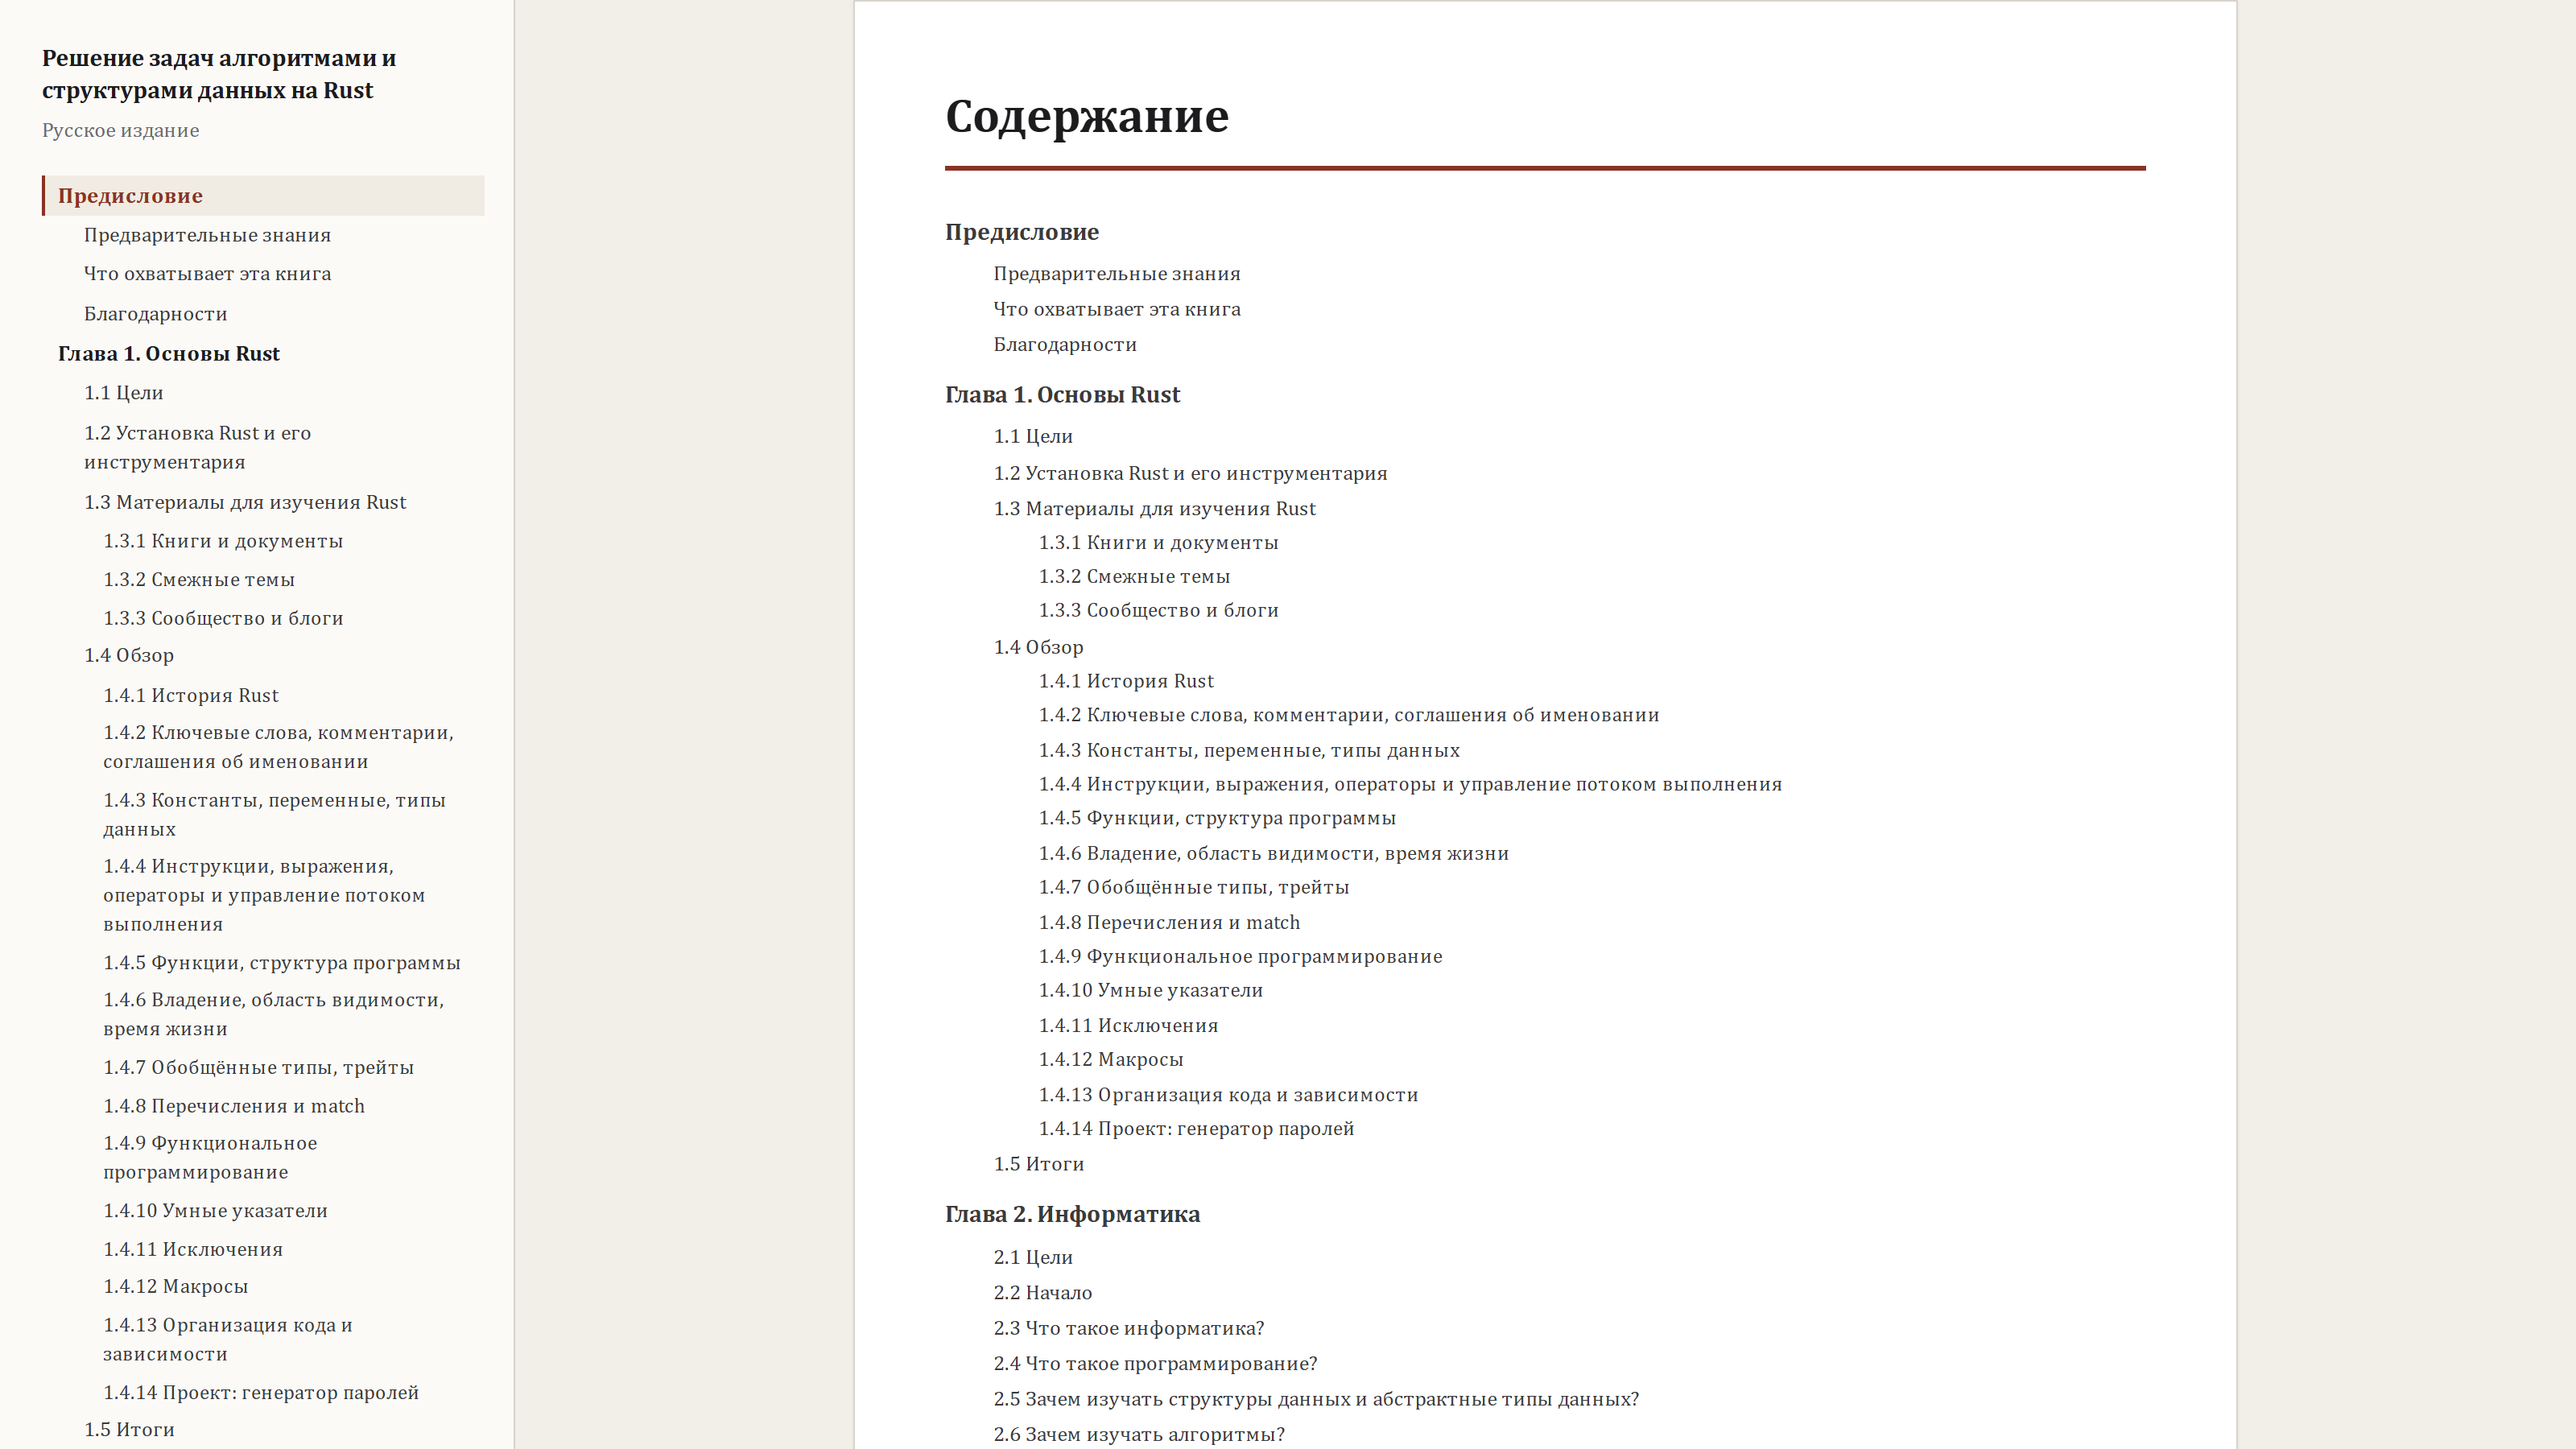 Решение задач алгоритмами и
структурами данных на Rust
Русское издание
Предисловие
Предварительные знания
Что охватывает эта книга
Благодарности
Глава 1. Основы Rust
1.1 Цели
1.2 Установка Rust и его
инструментария
1.3 Материалы для изучения Rust
1.3.1 Книги и документы
1.3.2 Смежные темы
1.3.3 Сообщество и блоги
1.4 Обзор
1.4.1 История Rust
1.4.2 Ключевые слова, комментарии,
соглашения об именовании
1.4.3 Константы, переменные, типы
данных
1.4.4 Инструкции, выражения,
операторы и управление потоком
выполнения
1.4.5 Функции, структура программы
1.4.6 Владение, область видимости,
время жизни
1.4.7 Обобщённые типы, трейты
1.4.8 Перечисления и match
1.4.9 Функциональное
программирование
1.4.10 Умные указатели
1.4.11 Исключения
1.4.12 Макросы
1.4.13 Организация кода и
зависимости
1.4.14 Проект: генератор паролей
1.5 Итоги
Содержание
Предисловие
Предварительные знания
Что охватывает эта книга
Благодарности
Глава 1. Основы Rust
1.1 Цели
1.2 Установка Rust и его инструментария
1.3 Материалы для изучения Rust
1.3.1 Книги и документы
1.3.2 Смежные темы
1.3.3 Сообщество и блоги
1.4 Обзор
1.4.1 История Rust
1.4.2 Ключевые слова, комментарии, соглашения об именовании
1.4.3 Константы, переменные, типы данных
1.4.4 Инструкции, выражения, операторы и управление потоком выполнения
1.4.5 Функции, структура программы
1.4.6 Владение, область видимости, время жизни
1.4.7 Обобщённые типы, трейты
1.4.8 Перечисления и match
1.4.9 Функциональное программирование
1.4.10 Умные указатели
1.4.11 Исключения
1.4.12 Макросы
1.4.13 Организация кода и зависимости
1.4.14 Проект: генератор паролей
1.5 Итоги
Глава 2. Информатика
2.1 Цели
2.2 Начало
2.3 Что такое информатика?
2.4 Что такое программирование?
2.5 Зачем изучать структуры данных и абстрактные типы данных?
2.6 Зачем изучать алгоритмы?